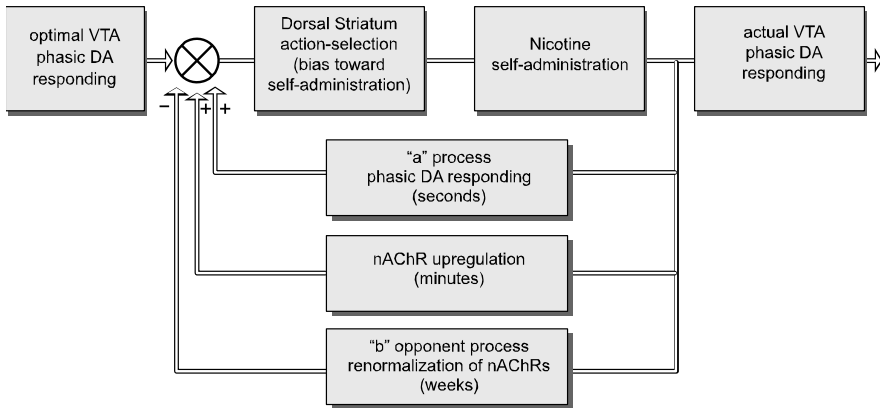 optimal VTA
phasic DA
responding
Dorsal Striatum
action-selection
(bias toward
self-administration)
Nicotine
self-administration
actual VTA
phasic DA
responding
− + +
“a” process
phasic DA responding
(seconds)
nAChR upregulation
(minutes)
“b” opponent process
renormalization of nAChRs
(weeks)